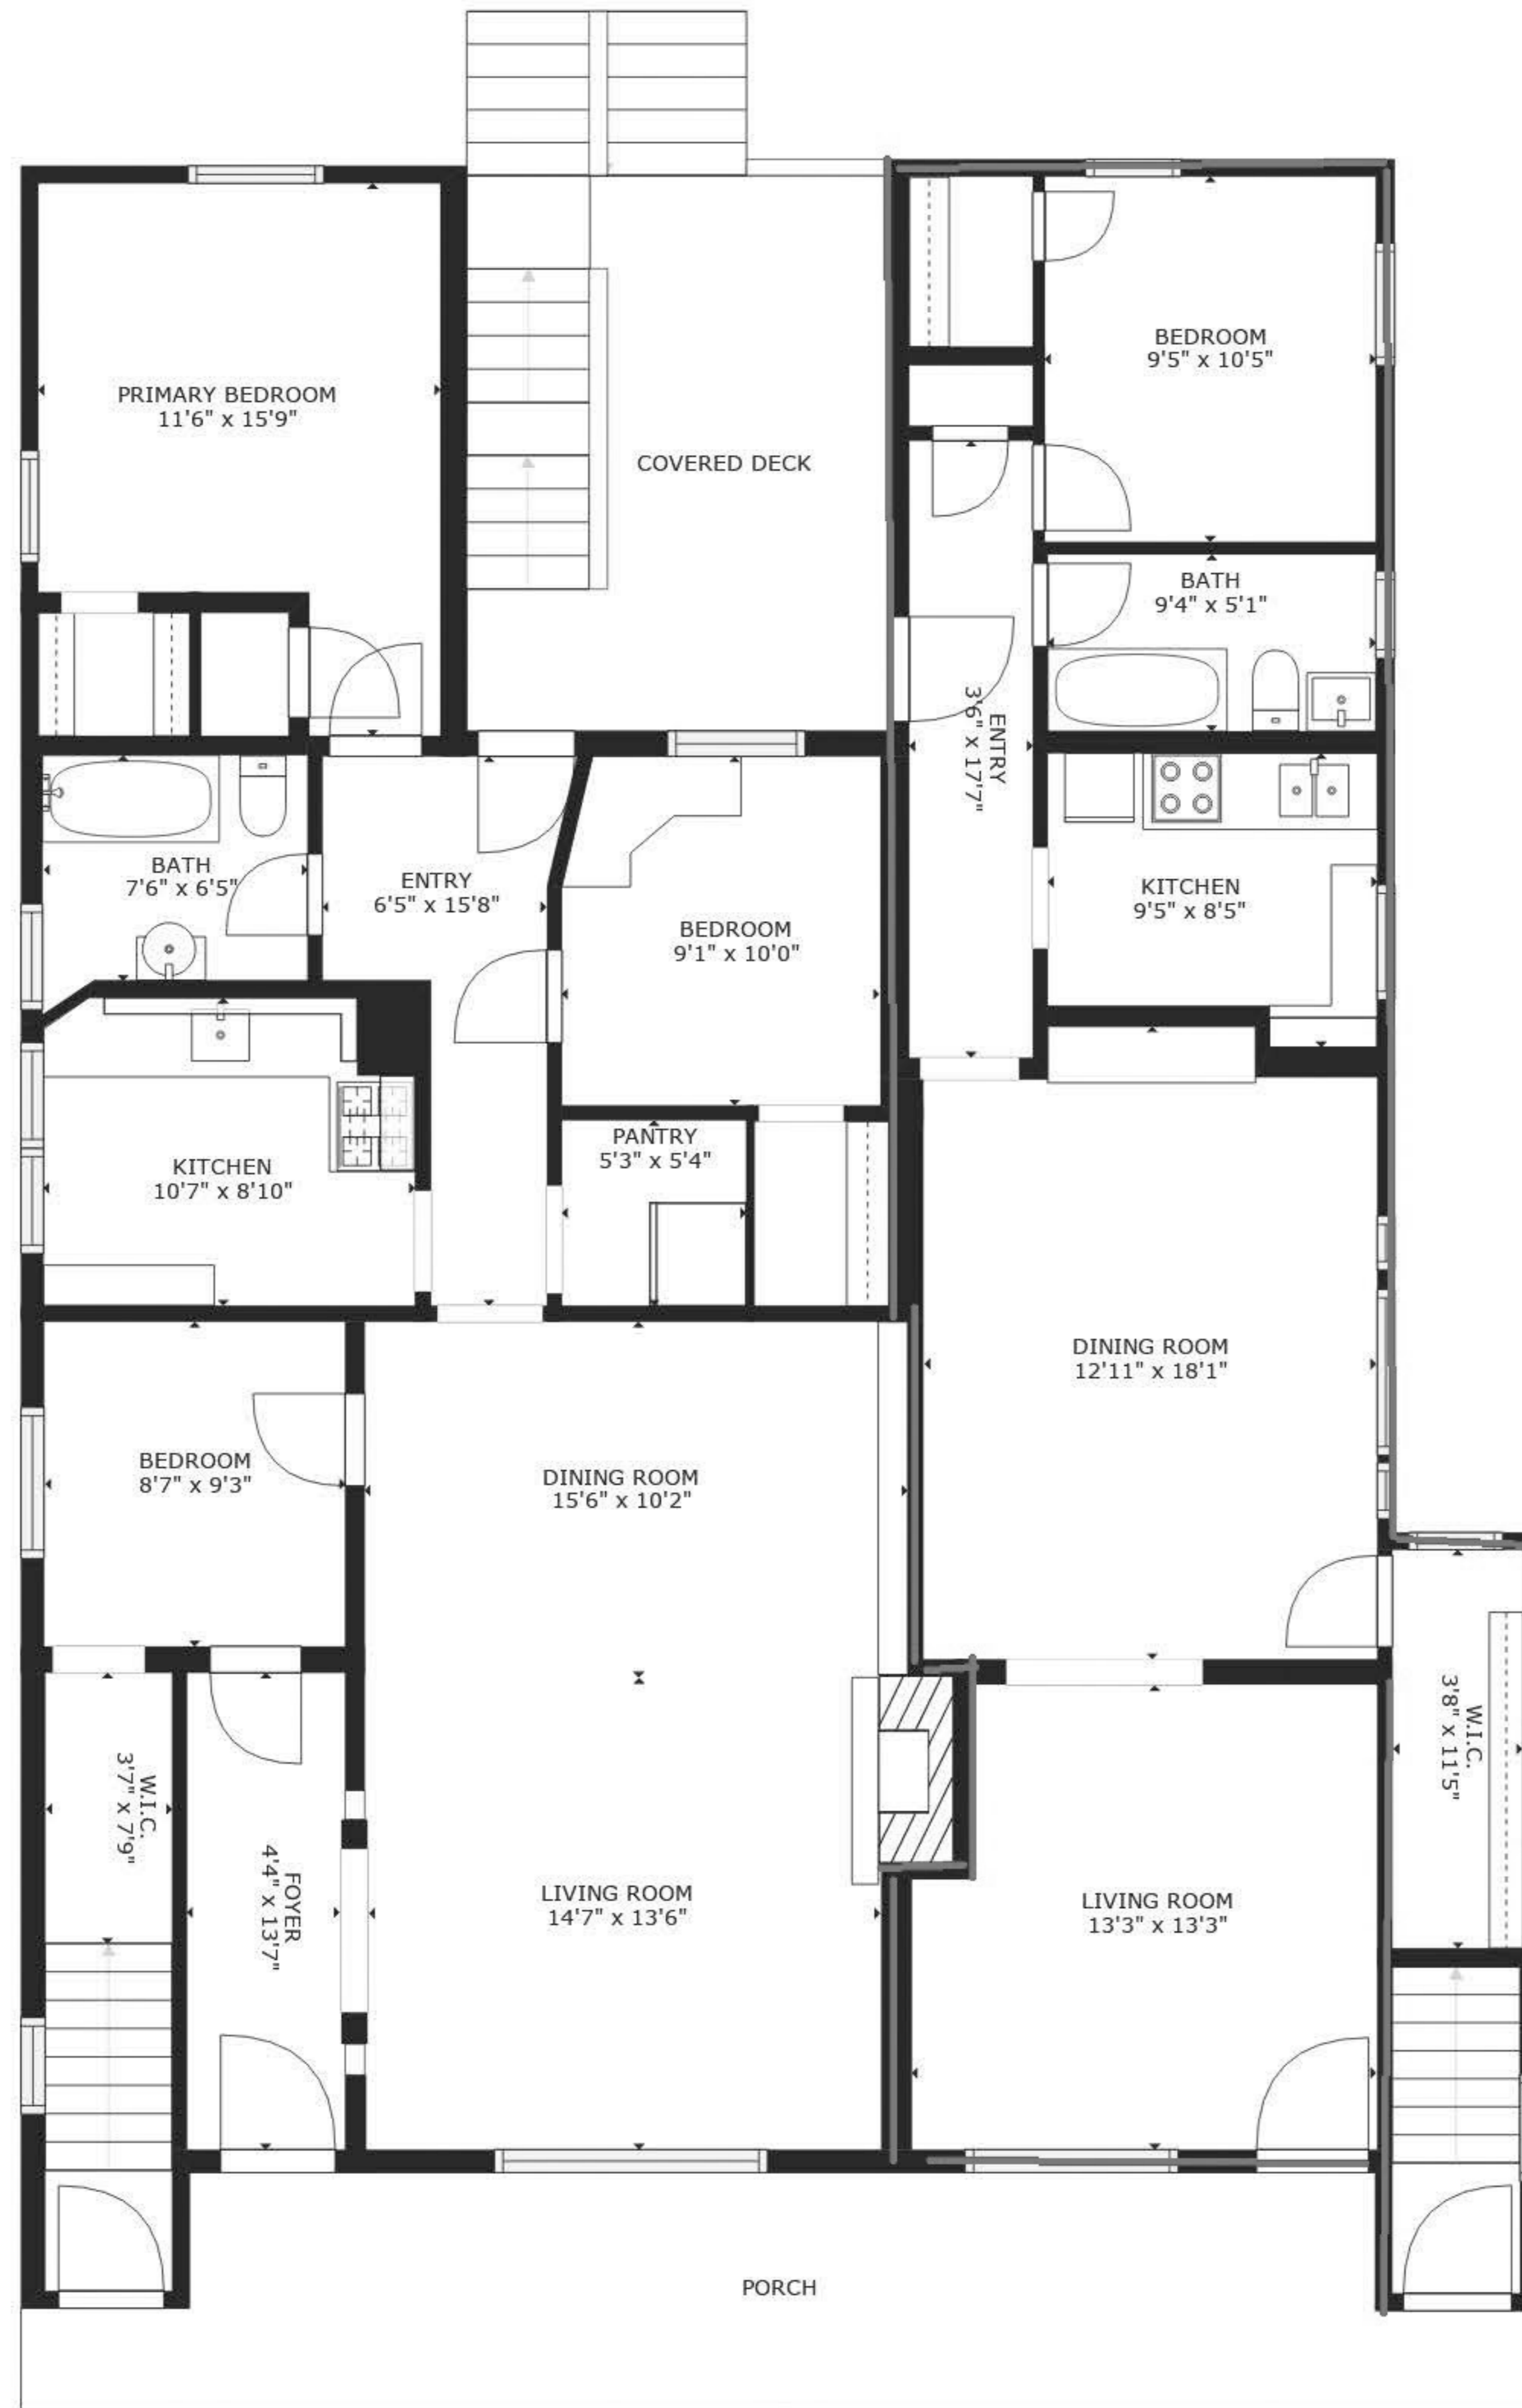 PRIMARY BEDROOM
11'6" x 15'9"
COVERED DECK
BEDROOM
9'5" x 10'5"
BATH
9'4" x 5'1"
ENTRY
3'6" x 17'7"
BATH
7'6" x 6'5"
ENTRY
6'5" x 15'8"
BEDROOM
9'1" x 10'0"
KITCHEN
9'5" x 8'5"
KITCHEN
10'7" x 8'10"
PANTRY
5'3" x 5'4"
BEDROOM
8'7" x 9'3"
DINING ROOM
15'6" x 10'2"
DINING ROOM
12'11" x 18'1"
W.I.C.
3'7" x 7'9"
FOYER
4'4" x 13'7"
LIVING ROOM
14'7" x 13'6"
LIVING ROOM
13'3" x 13'3"
W.I.C.
3'8" x 11'5"
PORCH